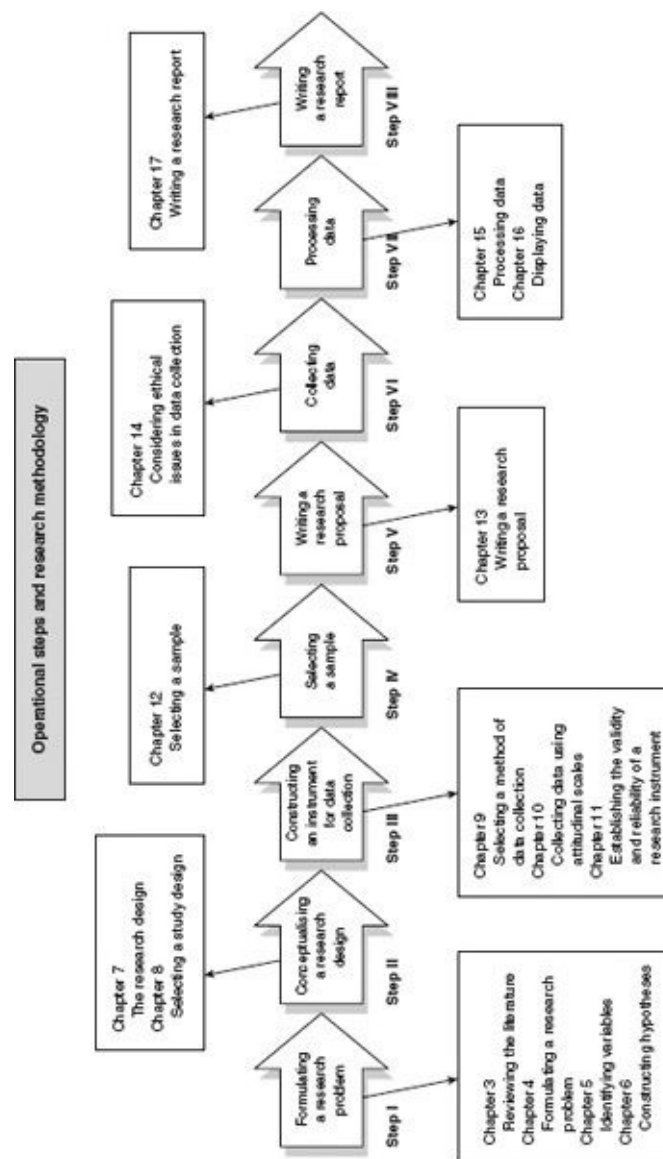 Operational steps and research methodology
Chapter 7
The research design
Chapter 8
Selecting a study design
Chapter 12
Selecting a sample
Chapter 14
Considering ethical
issues in data collection
Chapter 17
Writing a research report
Formulating
a research
problem
Conceptualising
a research
design
Constructing
an instrument
for data
collection
Selecting
a sample
Writing a
research
proposal
Collecting
data
Processing
data
Writing
a research
report
Step I
Step II
Step III
Step IV
Step V
Step VI
Step VII
Step VIII
Chapter 3
Reviewing the literature
Chapter 4
Formulating a research
problem
Chapter 5
Identifying variables
Chapter 6
Constructing hypotheses
Chapter 9
Selecting a method of
data collection
Chapter 10
Collecting data using
attitudinal scales
Chapter 11
Establishing the validity
and reliability of a
research instrument
Chapter 13
Writing a research
proposal
Chapter 15
Processing data
Chapter 16
Displaying data